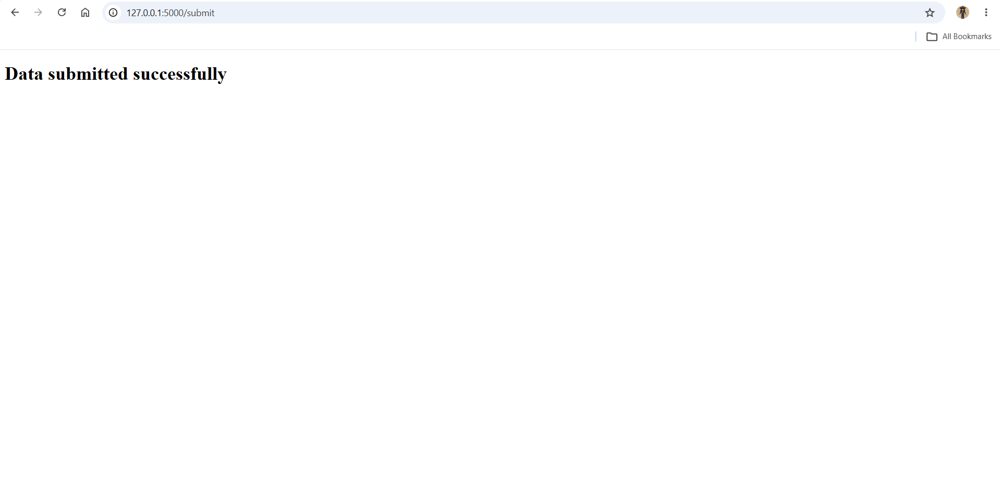 127.0.0.1:5000/submit
All Bookmarks
Data submitted successfully